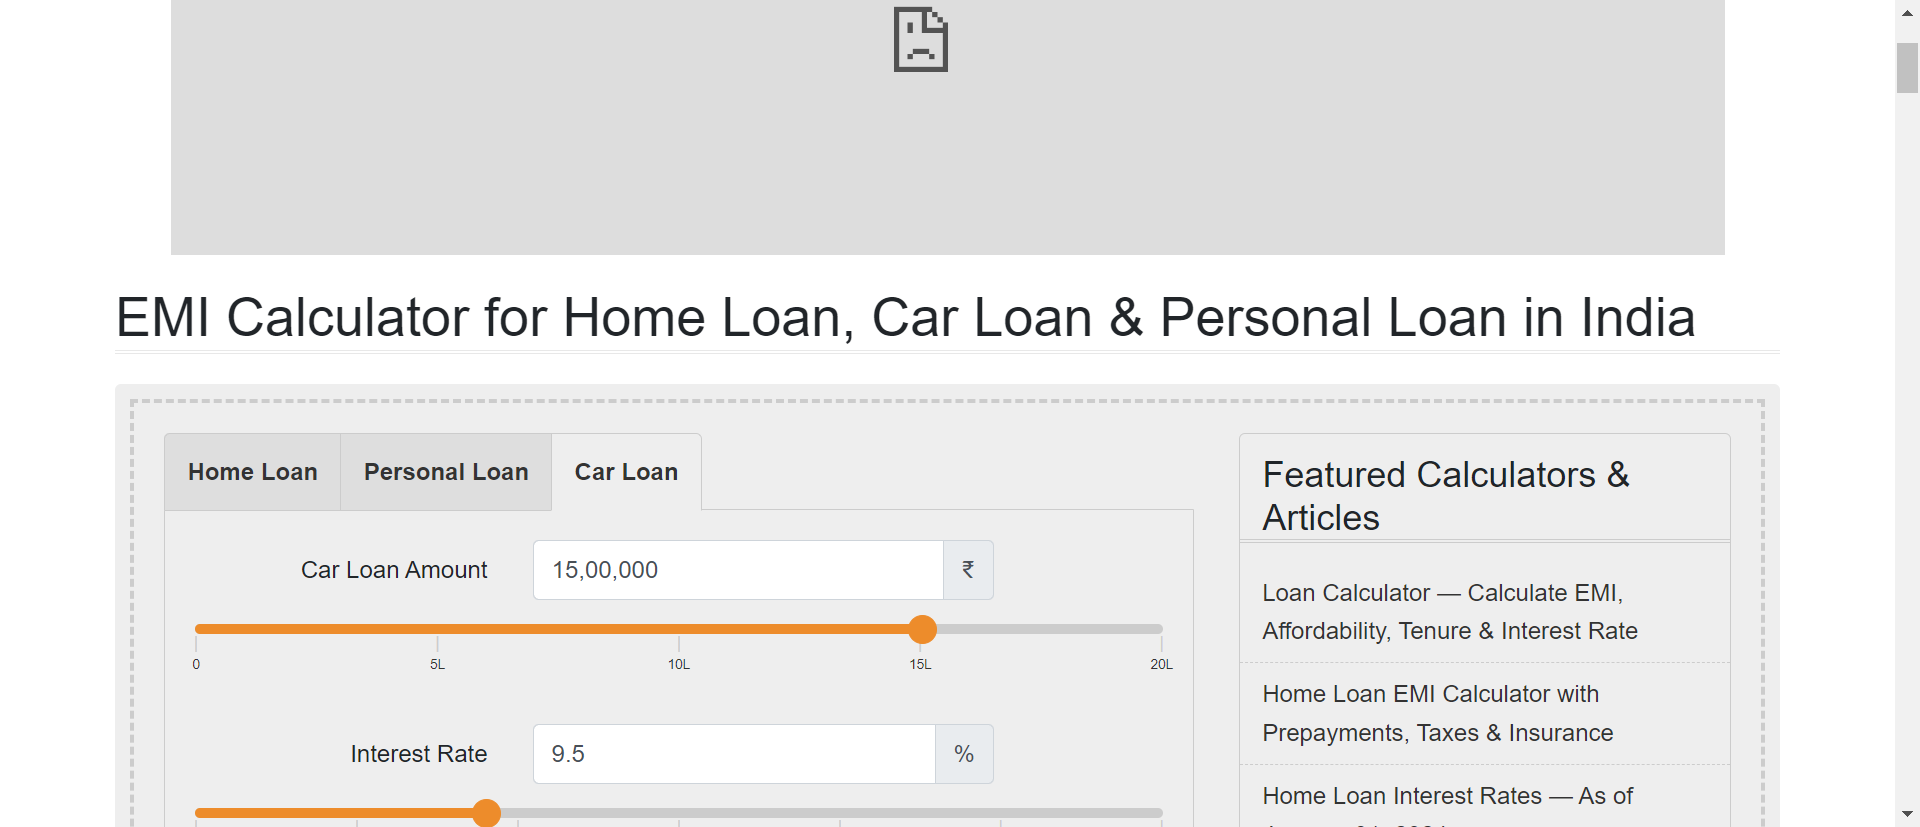 EMI Calculator for Home Loan, Car Loan & Personal Loan in India
Home Loan
Personal Loan
Car Loan
Car Loan Amount
15,00,000
₹
0
5L
10L
15L
20L
Interest Rate
9.5
%
Featured Calculators &
Articles
Loan Calculator — Calculate EMI,
Affordability, Tenure & Interest Rate
Home Loan EMI Calculator with
Prepayments, Taxes & Insurance
Home Loan Interest Rates — As of